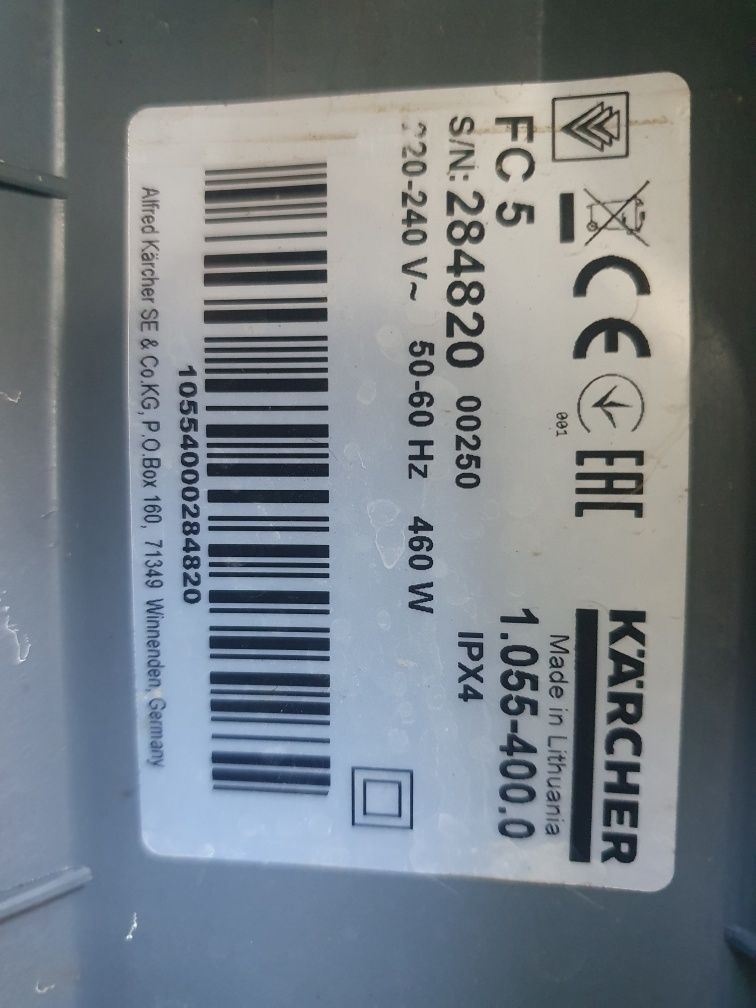 KÄRCHER
CE EAC
001
Made in Lithuania
FC 5 1.055-400.0
S/N: 284820 00250 IPX4
220-240 V~ 50-60 Hz 460 W
1055400284820
Alfred Kärcher SE & Co.KG, P.O.Box 160, 71349 Winnenden, Germany